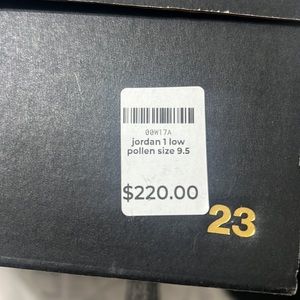 00W17A
jordan 1 low
pollen size 9.5
$220.00
23